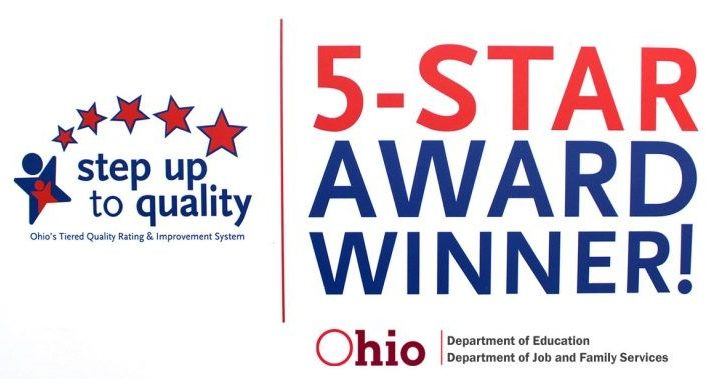 step up
to quality
Ohio's Tiered Quality Rating & Improvement System
5-STAR
AWARD
WINNER!
Ohio
Department of Education
Department of Job and Family Services